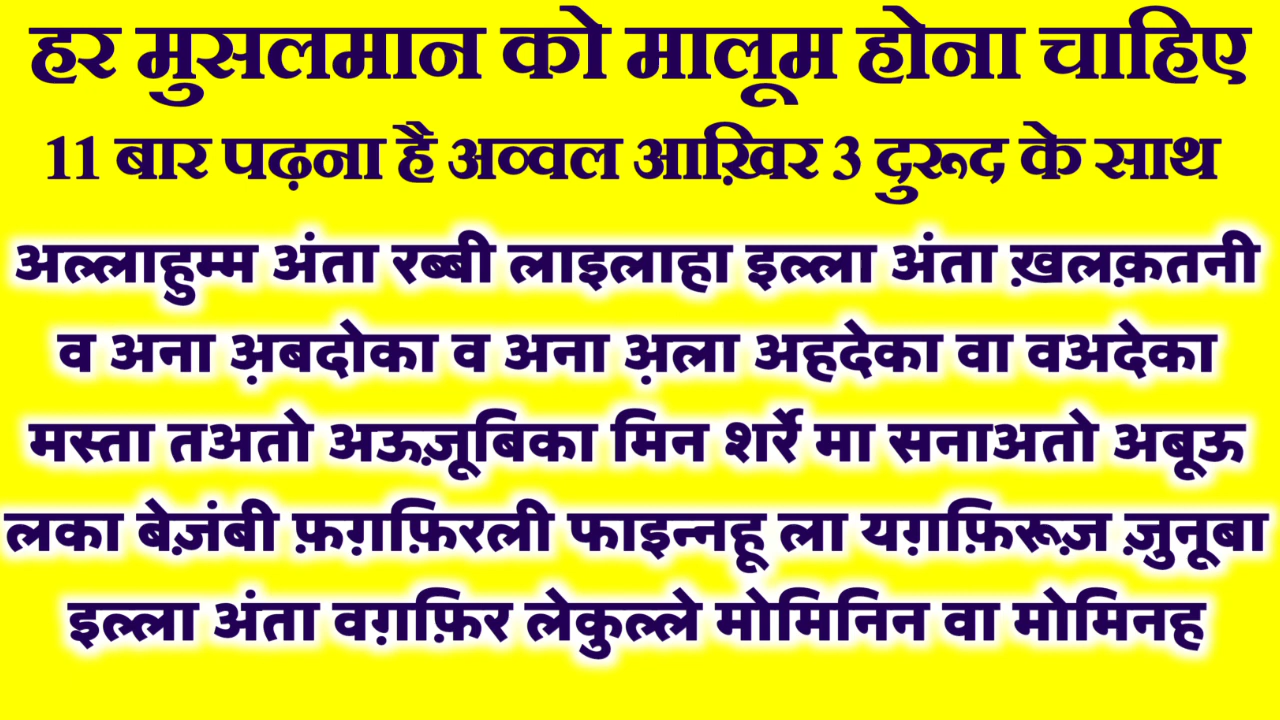 हर मुसलमान को मालूम होना चाहिए
11 बार पढ़ना है अव्वल आख़िर 3 दुरूद के साथ
अल्लाहुम्म अंता रब्बी लाइलाहा इल्ला अंता ख़लक़तनी
व अना अ़बदोका व अना अ़ला अहदेका वा वअदेका
मस्ता तअतो अऊज़ूबिका मिन शर्रे मा सनाअतो अबूऊ
लका बेज़ंबी फ़ग़फ़िरली फाइन्नहू ला यग़फ़िरूज़ ज़ुनूबा
इल्ला अंता वग़फ़िर लेकुल्ले मोमिनिन वा मोमिनह